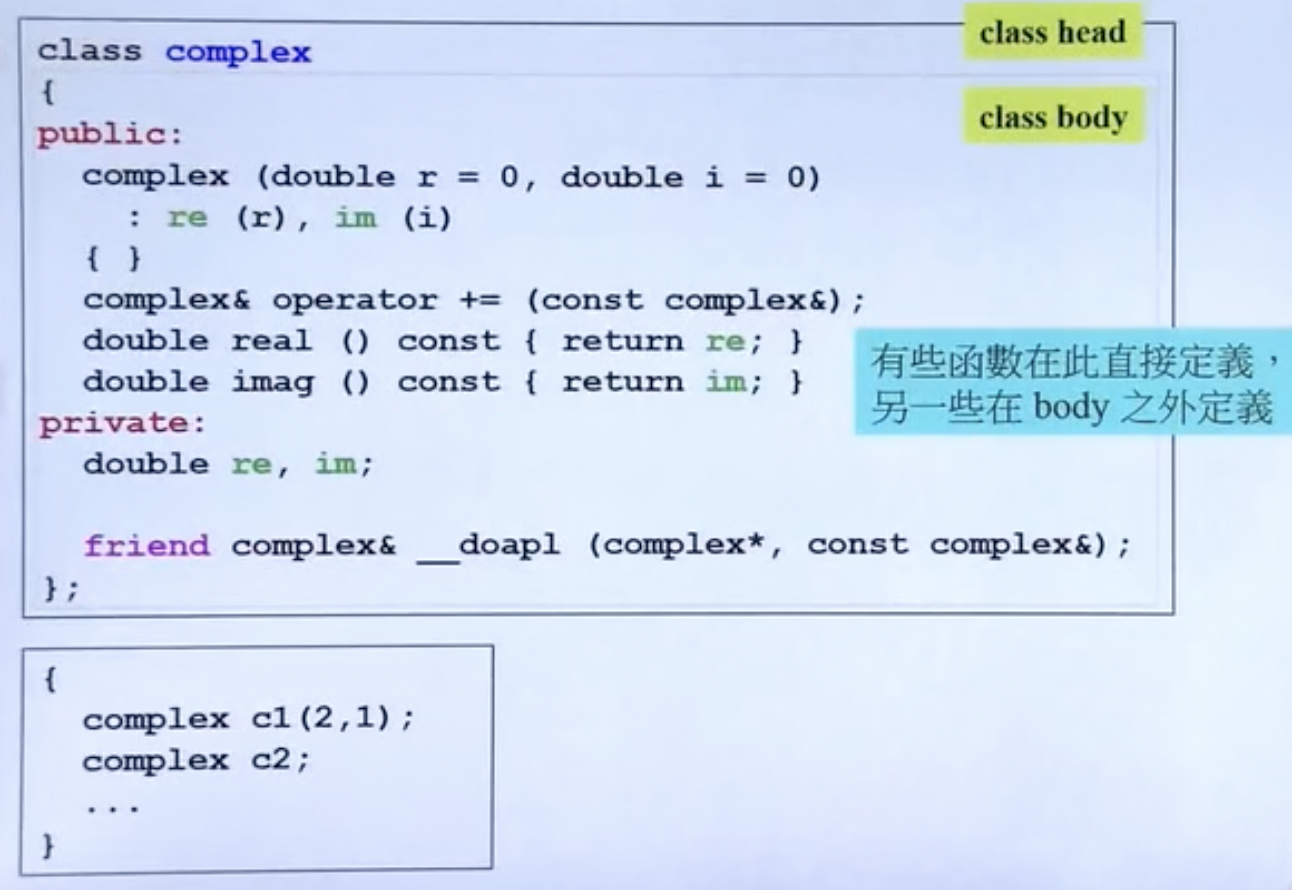 class complex
class head
{
class body
public:
complex (double r = 0, double i = 0)
: re (r), im (i)
{ }
complex& operator += (const complex&);
double real () const { return re; }
double imag () const { return im; }
有些函數在此直接定義，
另一些在 body 之外定義
private:
double re, im;
friend complex& __doapl (complex*, const complex&);
};
{
complex c1(2,1);
complex c2;
...
}